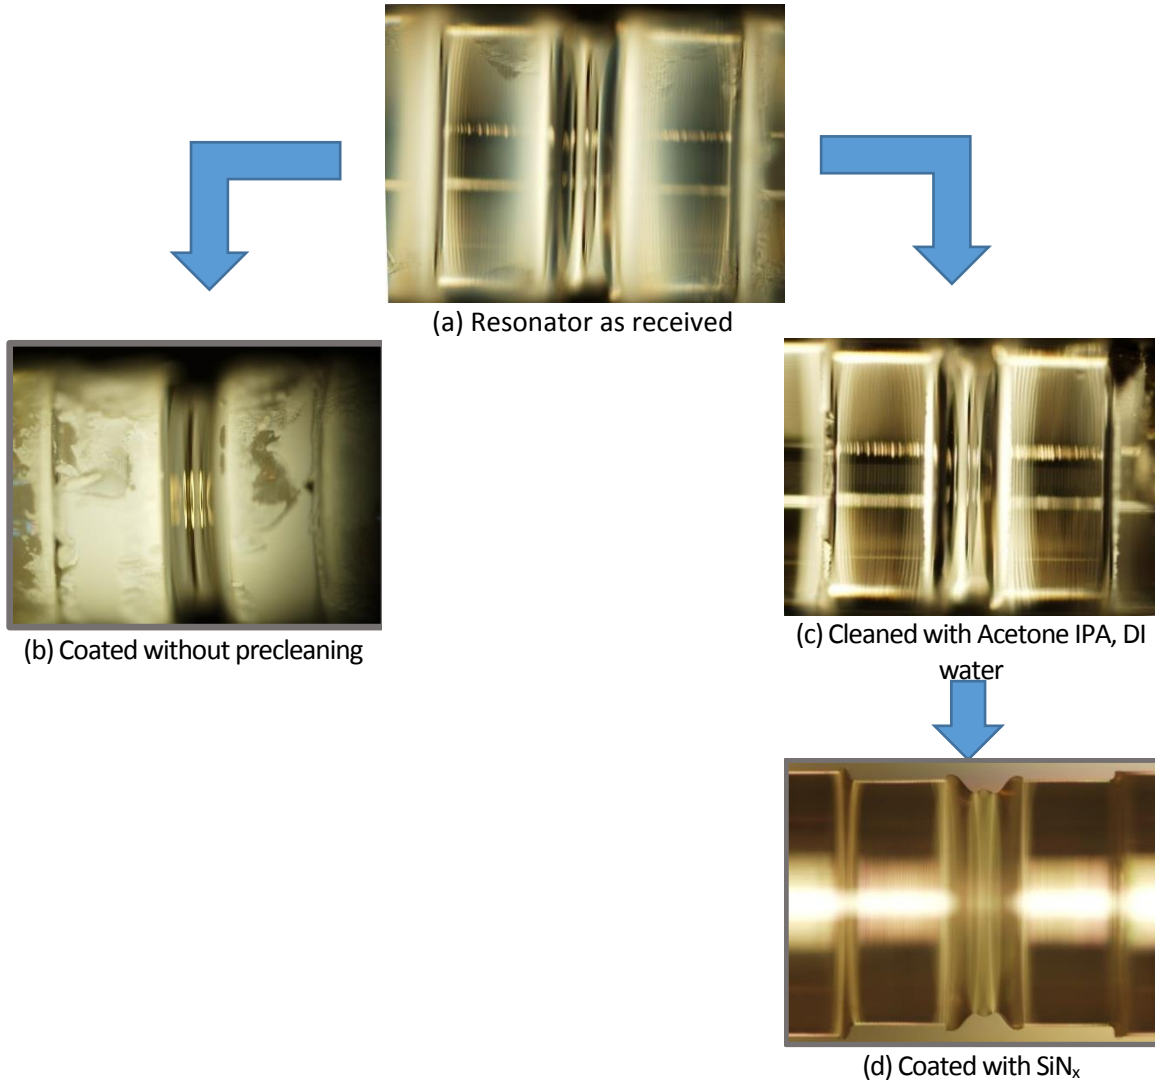 (a) Resonator as received
(b) Coated without precleaning
(c) Cleaned with Acetone IPA, DI
water
(d) Coated with SiNₓ